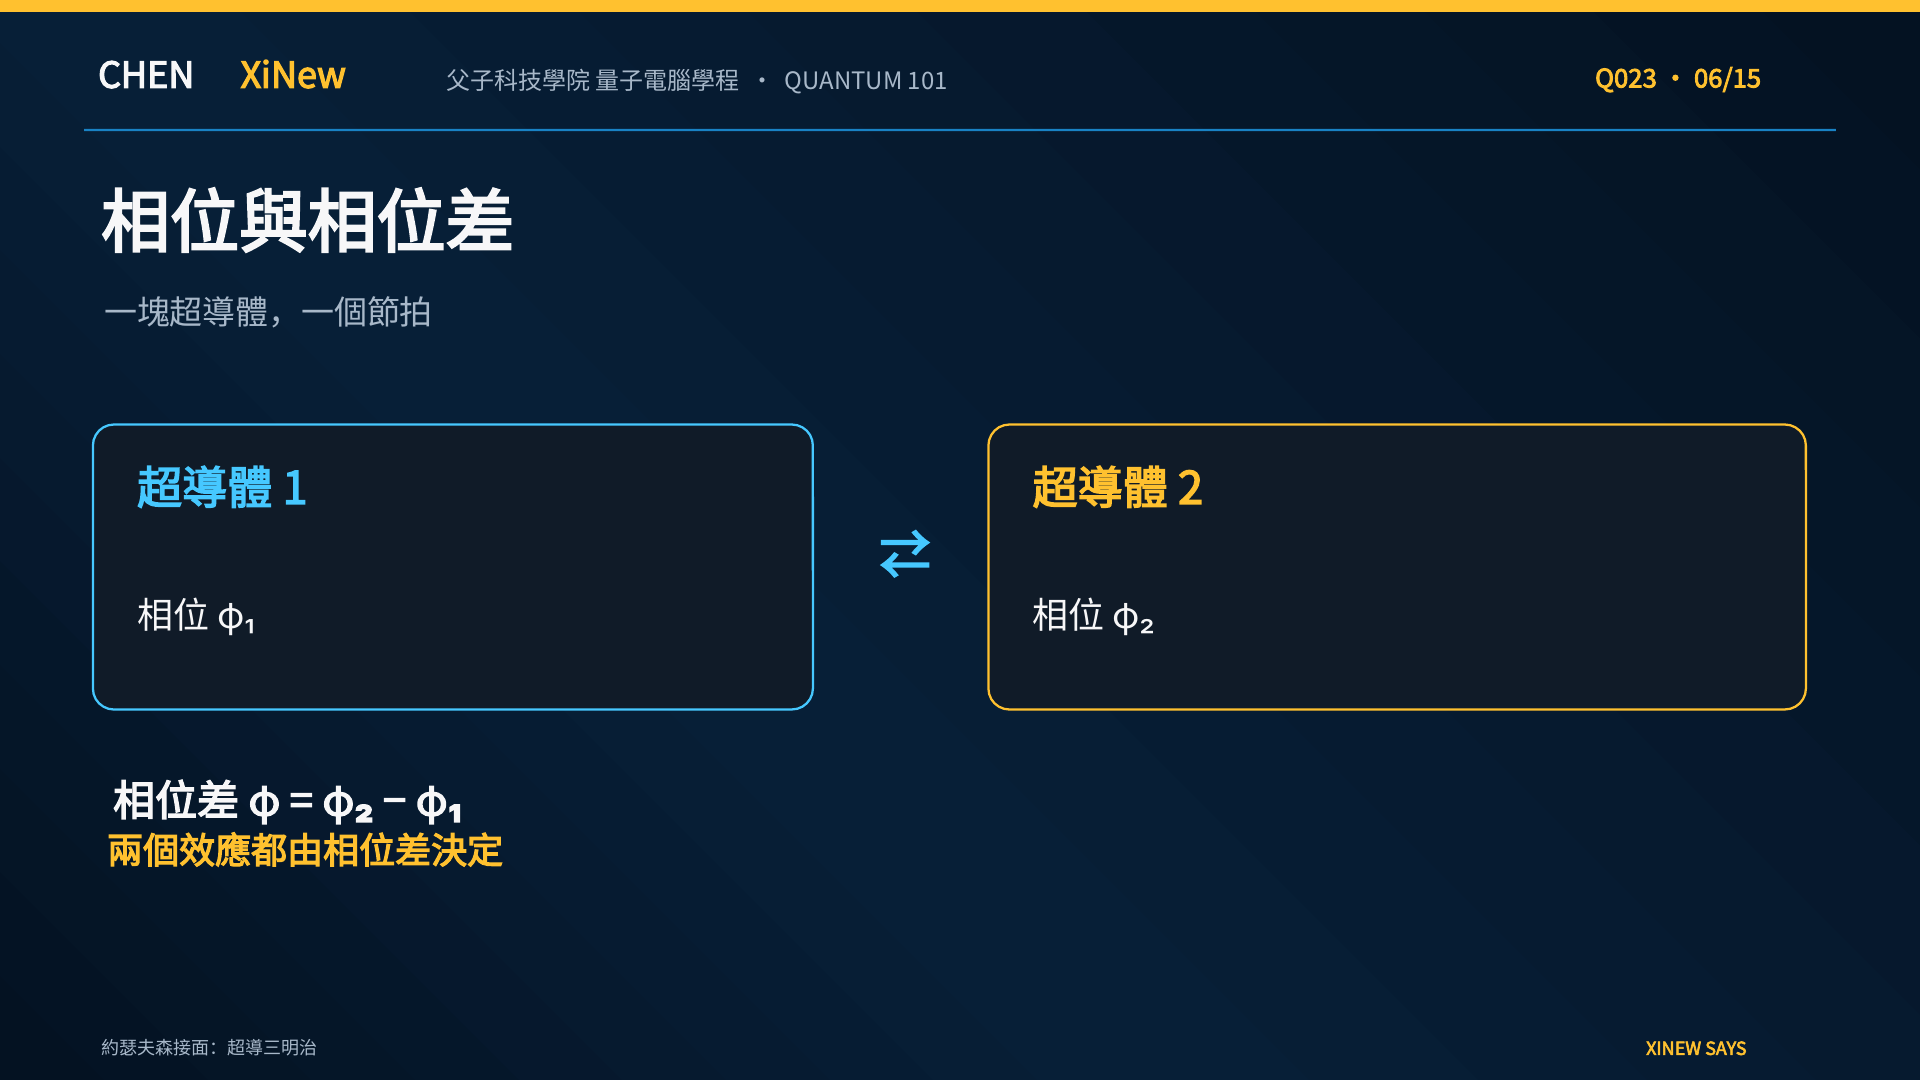 CHEN XiNew 父子科技學院 量子電腦學程 • QUANTUM 101 Q023 • 06/15
相位與相位差
一塊超導體，一個節拍
超導體 1
相位 φ₁
⇄
超導體 2
相位 φ₂
相位差 φ = φ₂ − φ₁
兩個效應都由相位差決定
約瑟夫森接面：超導三明治
XINEW SAYS